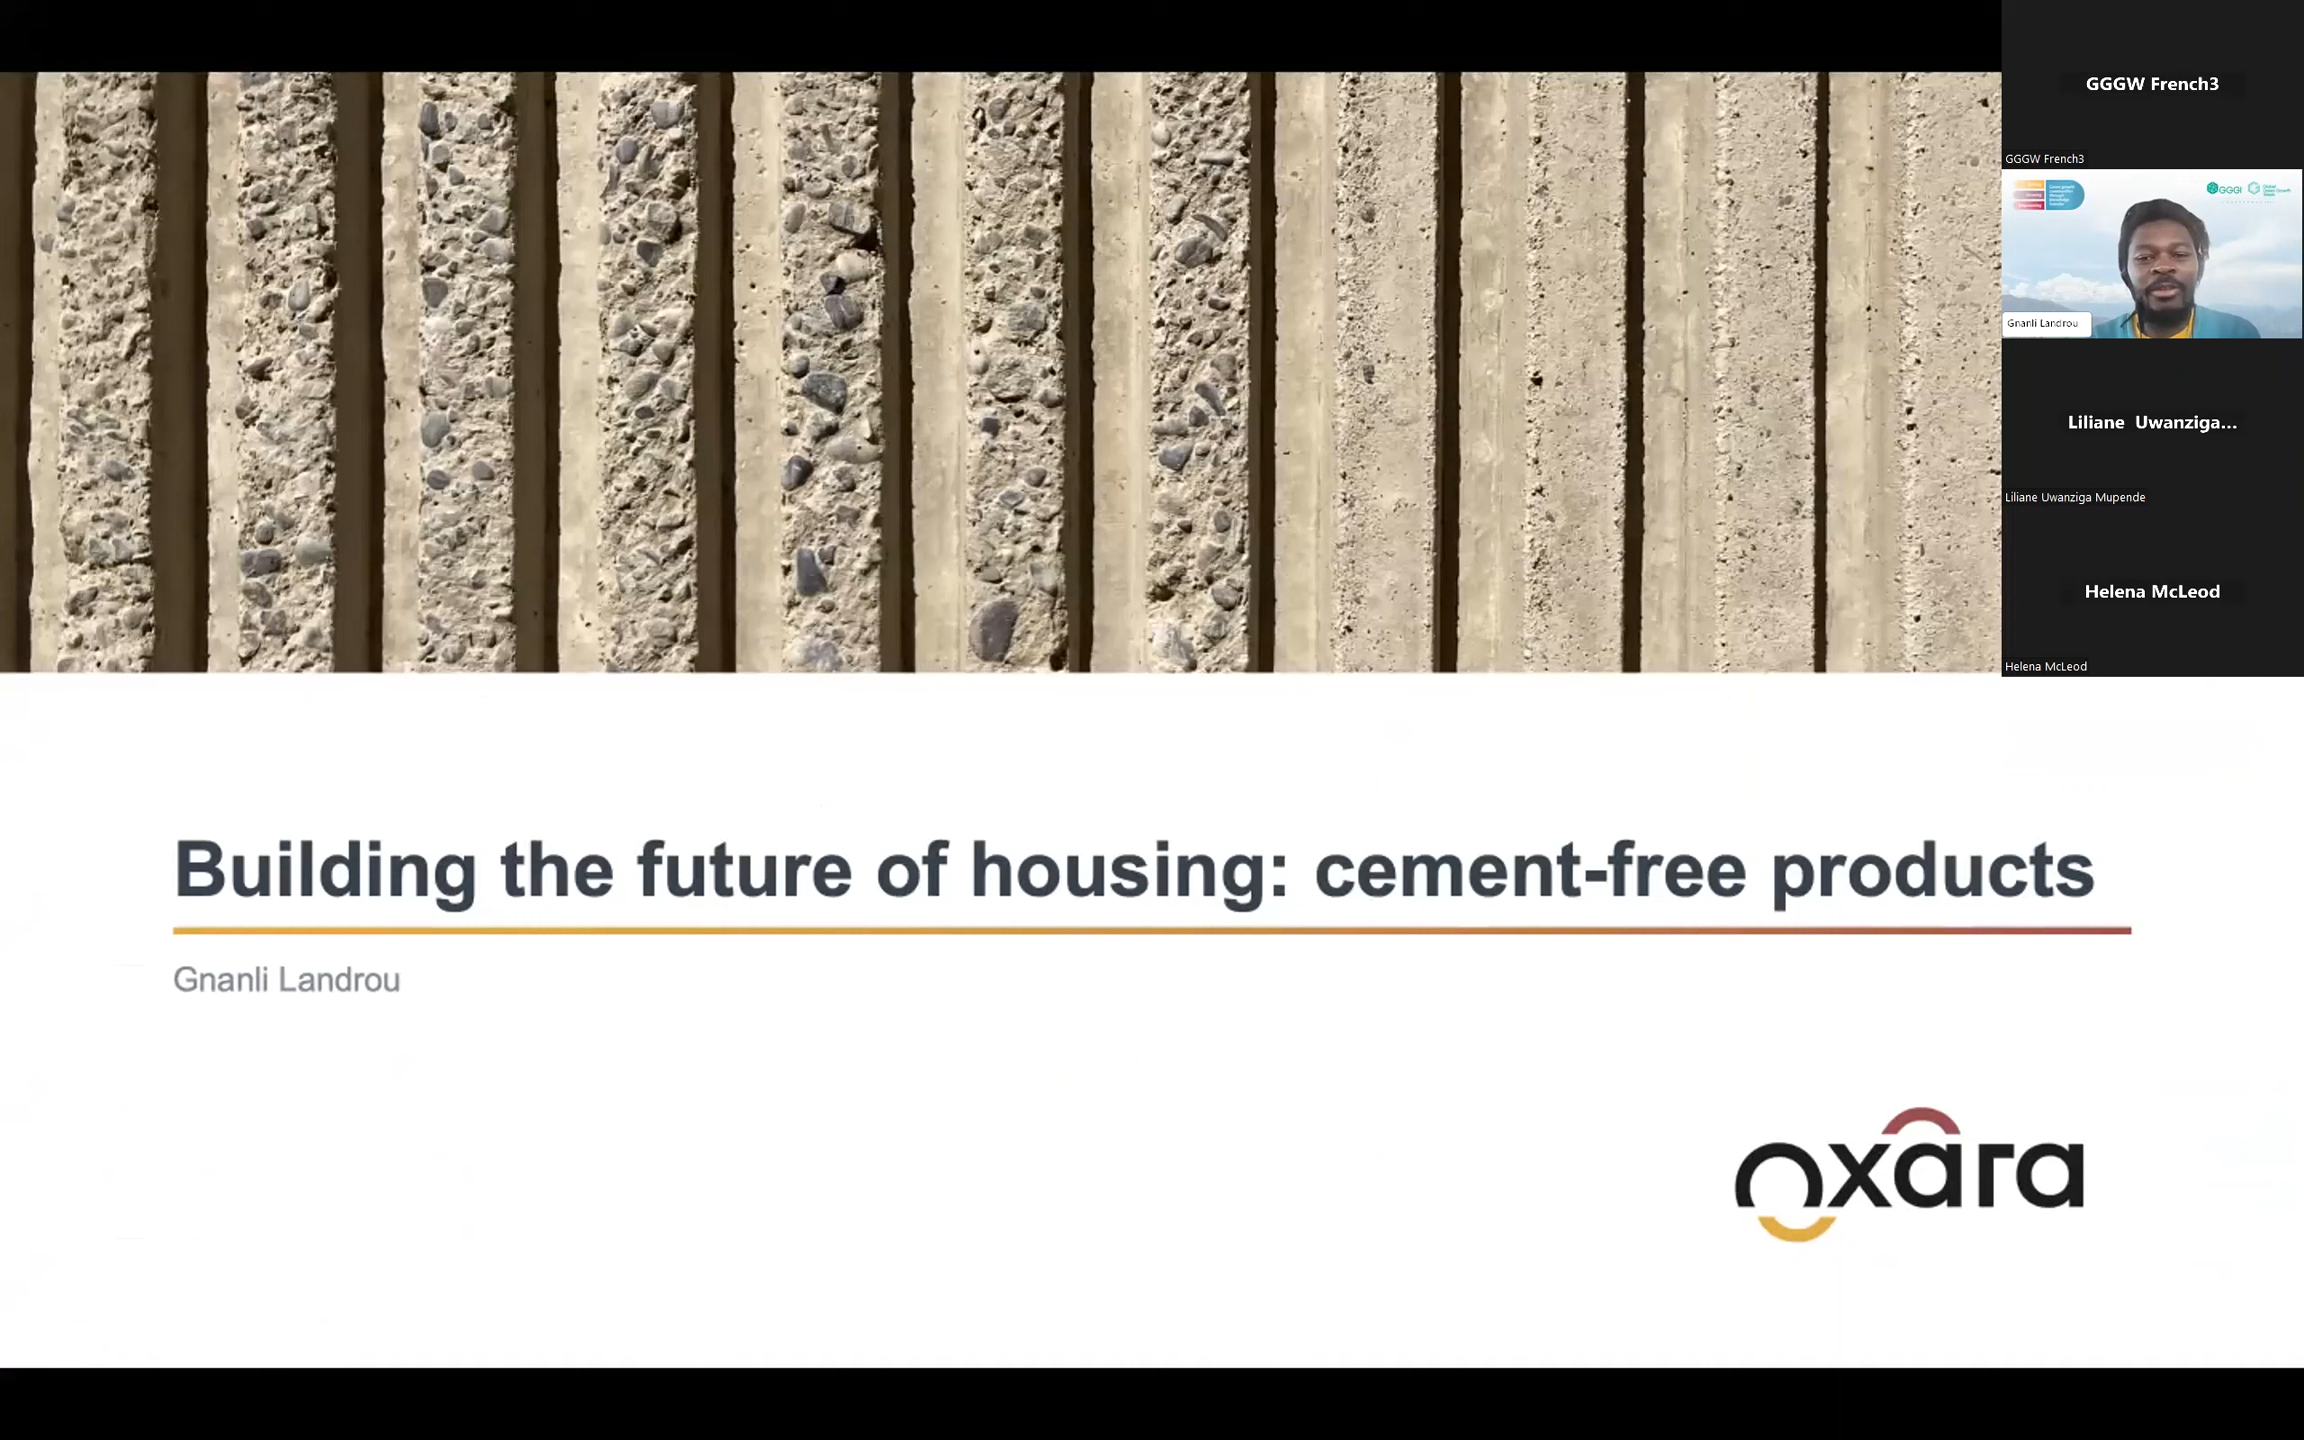 GGGW French3
GGGW French3
GGGI
Gnanli Landrou
Liliane Uwanziga...
Liliane Uwanziga Mupende
Helena McLeod
Helena McLeod
Building the future of housing: cement-free products
Gnanli Landrou
oxara